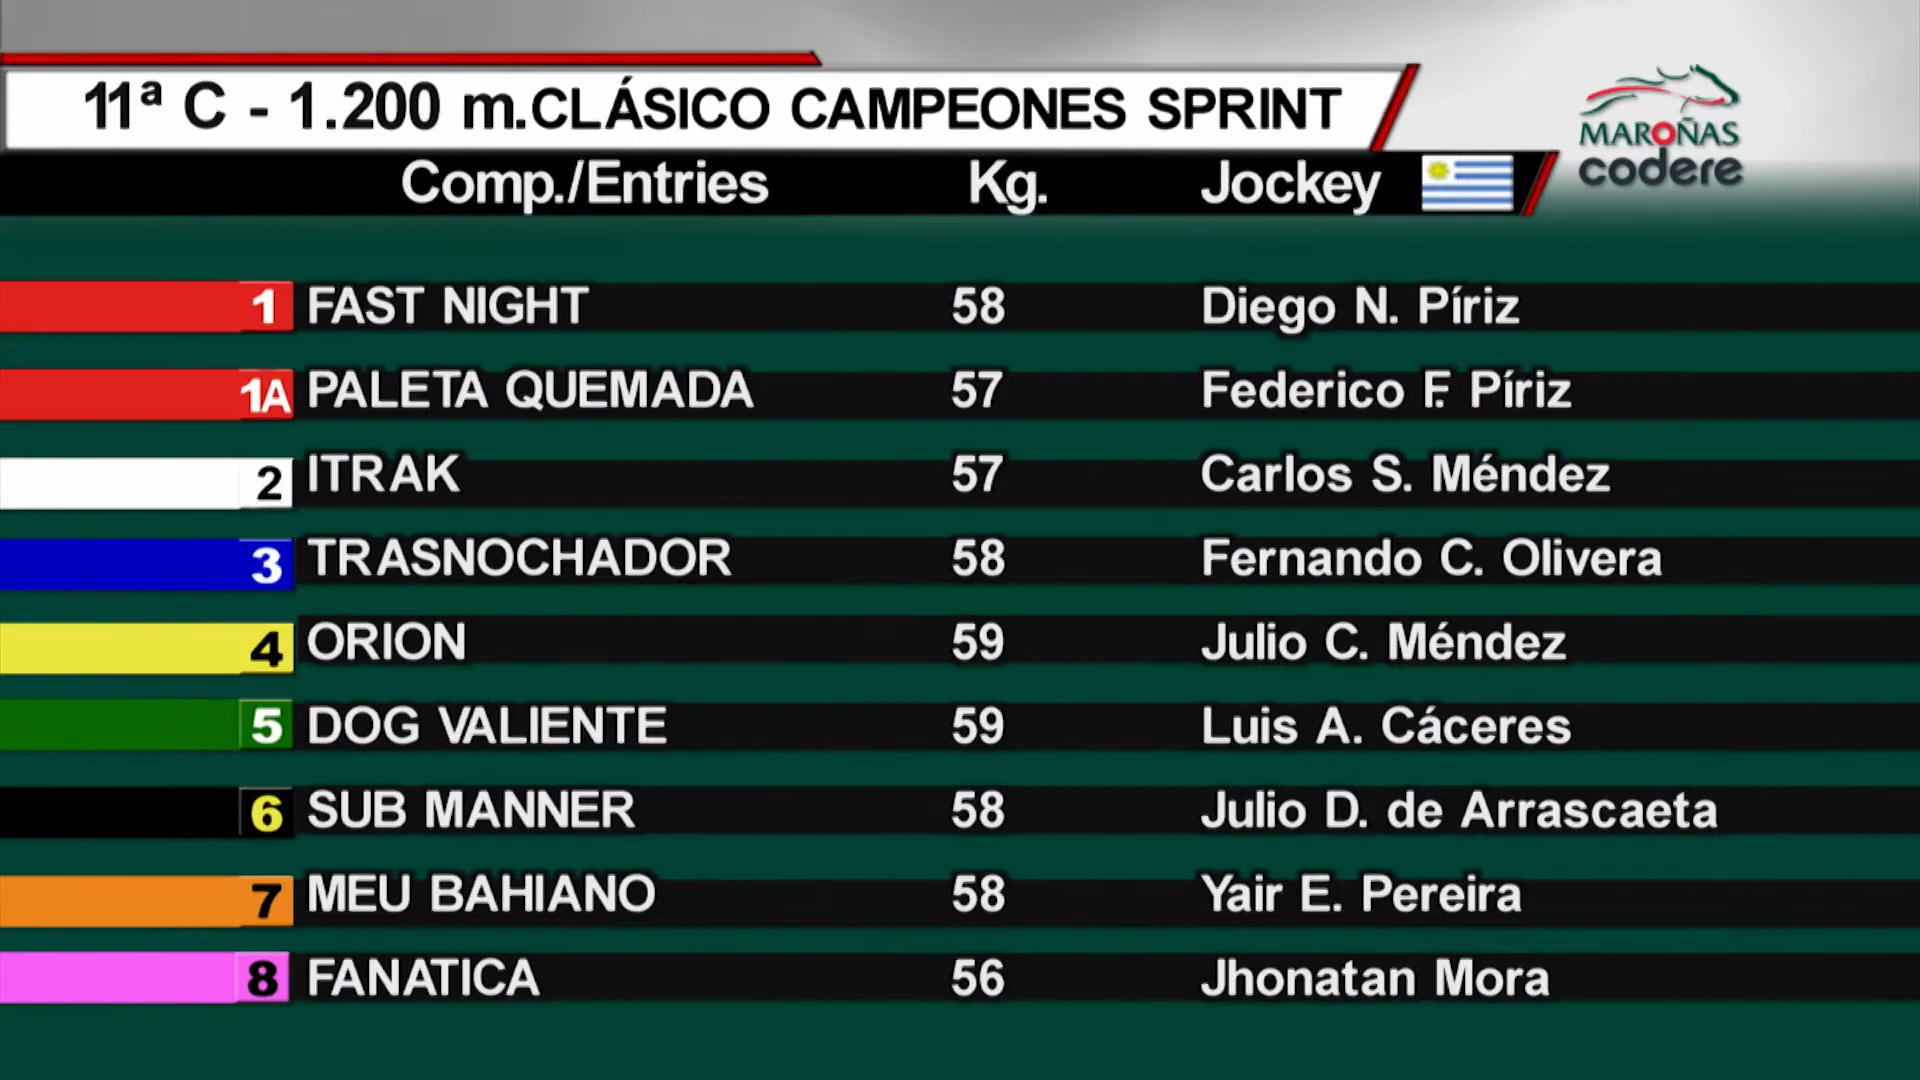 11ª C - 1.200 m.CLÁSICO CAMPEONES SPRINT
MAROÑAS
codere
Comp./Entries Kg. Jockey
1 FAST NIGHT 58 Diego N. Píriz
1A PALETA QUEMADA 57 Federico F. Píriz
2 ITRAK 57 Carlos S. Méndez
3 TRASNOCHADOR 58 Fernando C. Olivera
4 ORION 59 Julio C. Méndez
5 DOG VALIENTE 59 Luis A. Cáceres
6 SUB MANNER 58 Julio D. de Arrascaeta
7 MEU BAHIANO 58 Yair E. Pereira
8 FANATICA 56 Jhonatan Mora